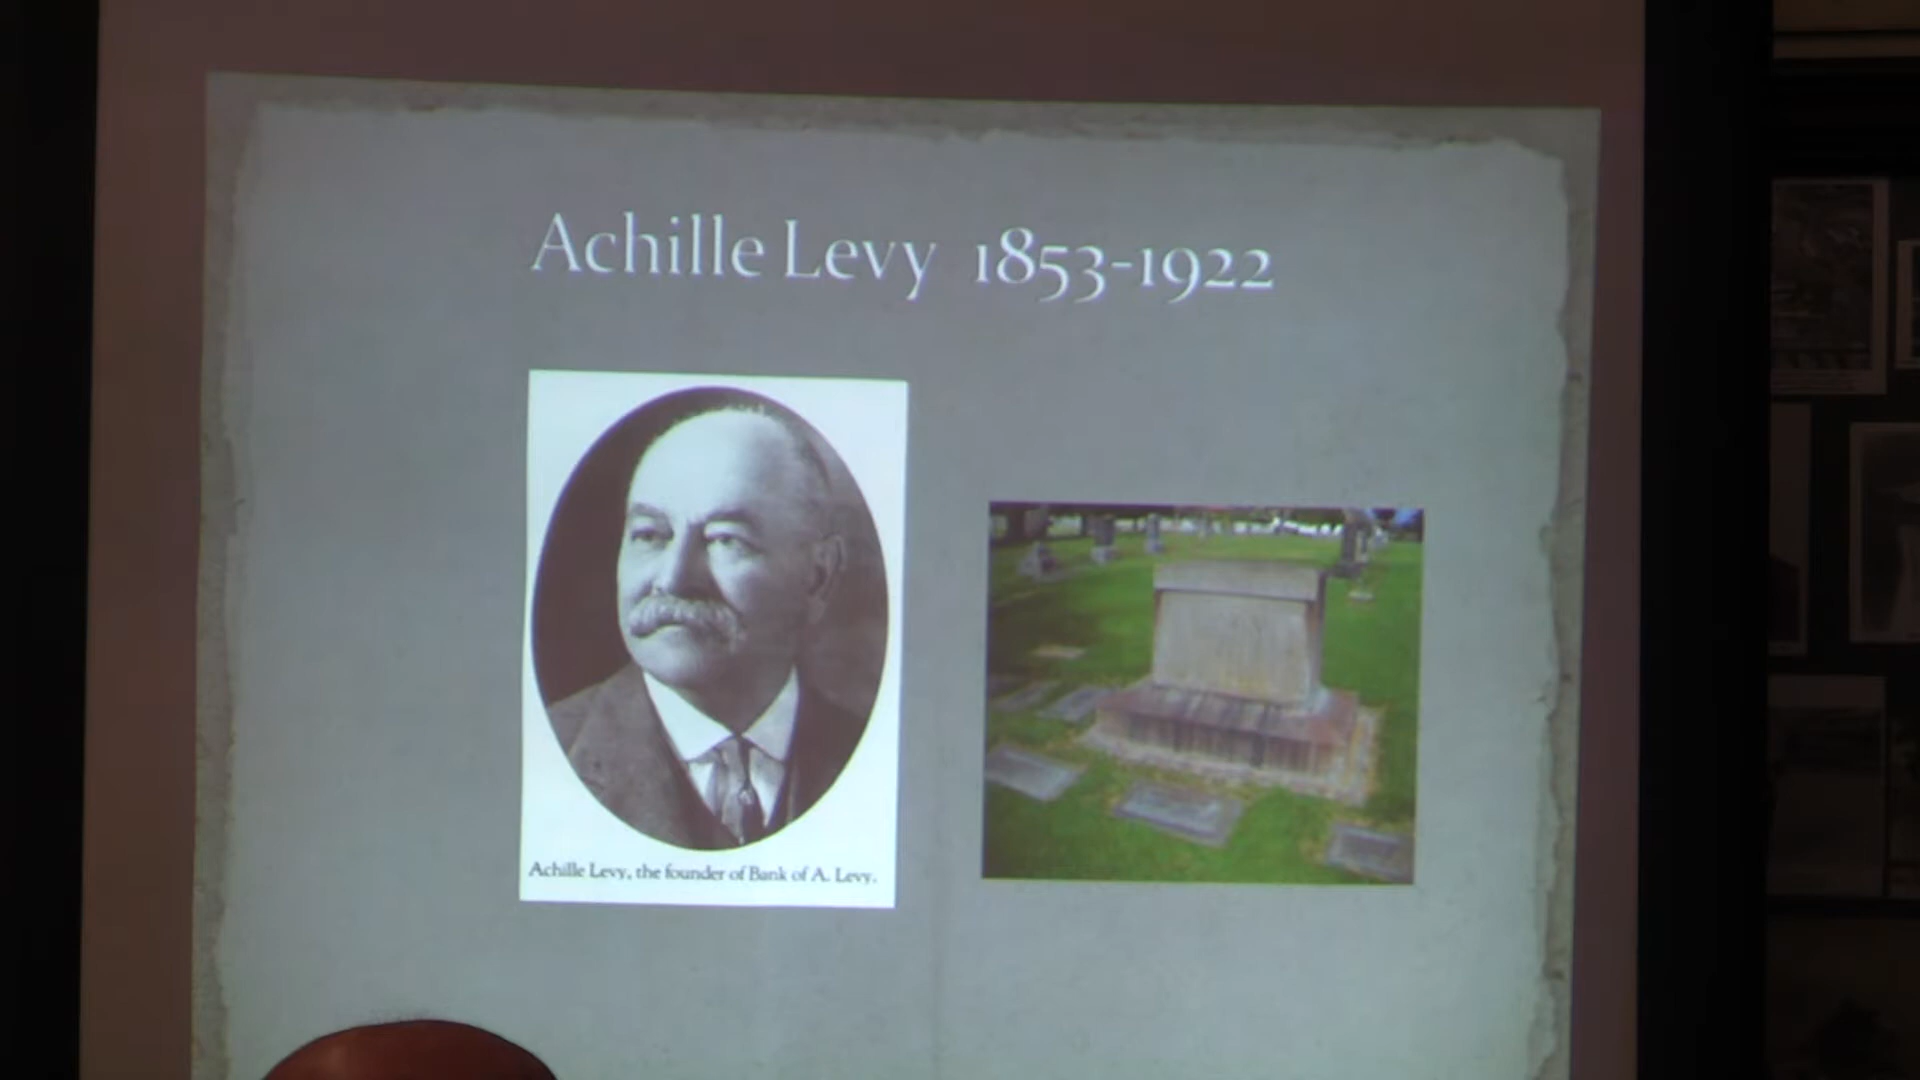 Achille Levy 1853-1922
Achille Levy, the founder of Bank of A. Levy.